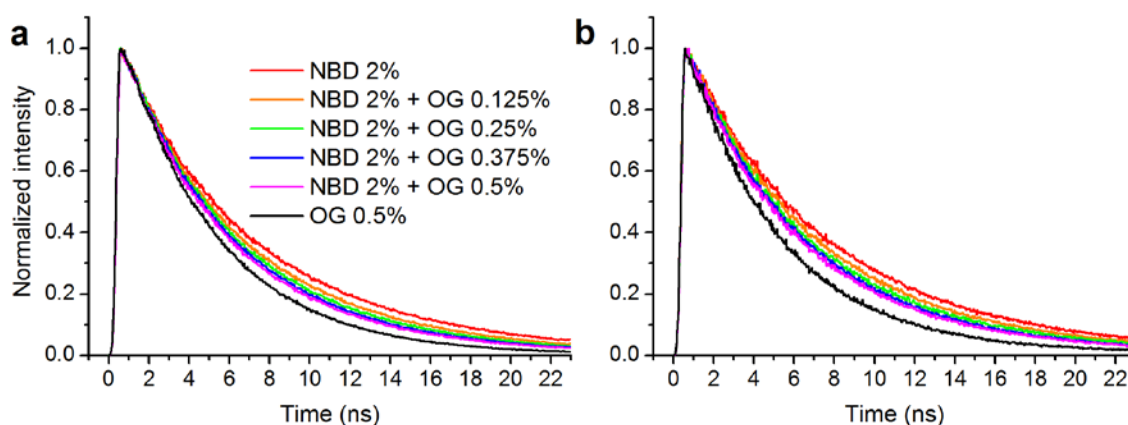 a
Normalized intensity
1.0
0.8
0.6
0.4
0.2
0.0
NBD 2%
NBD 2% + OG 0.125%
NBD 2% + OG 0.25%
NBD 2% + OG 0.375%
NBD 2% + OG 0.5%
OG 0.5%
0 2 4 6 8 10 12 14 16 18 20 22
Time (ns)
b
1.0
0.8
0.6
0.4
0.2
0.0
0 2 4 6 8 10 12 14 16 18 20 22
Time (ns)